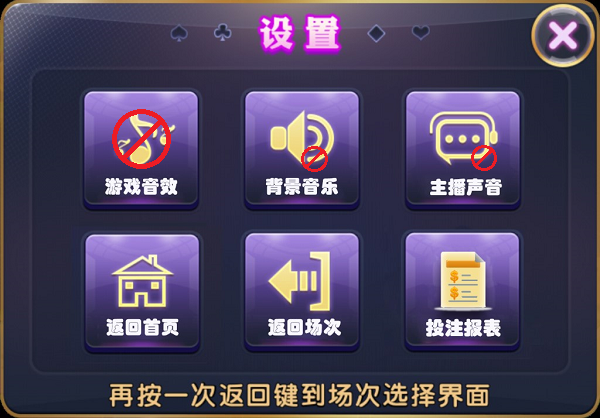 设置
游戏音效
背景音乐
主播声音
返回首页
返回场次
投注报表
再按一次返回键到场次选择界面